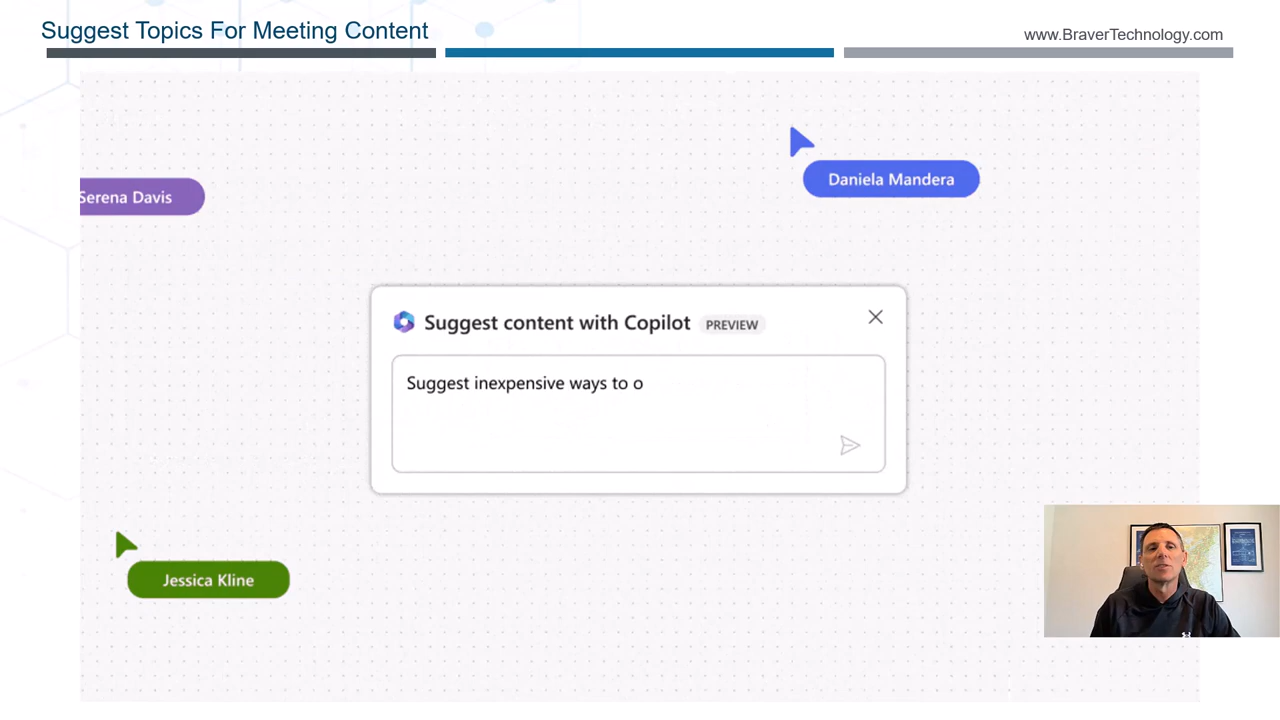 Suggest Topics For Meeting Content
www.BraverTechnology.com
Daniela Mandera
Serena Davis
Suggest content with Copilot PREVIEW
Suggest inexpensive ways to o
Jessica Kline